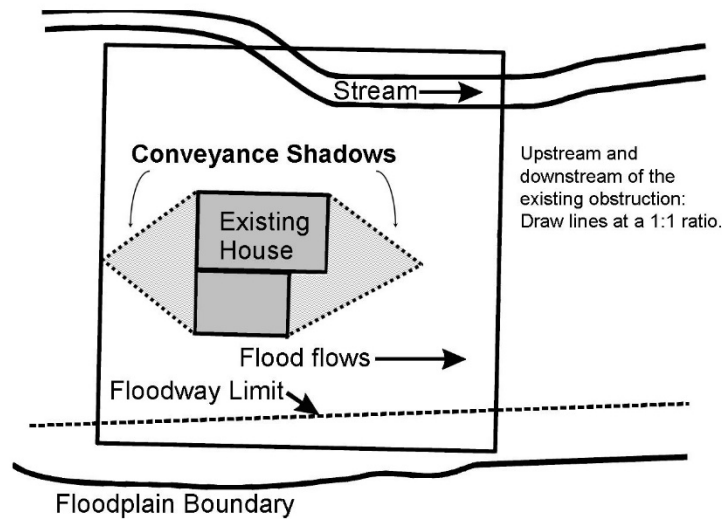 Stream
Conveyance Shadows
Upstream and
downstream of the
existing obstruction:
Draw lines at a 1:1 ratio.
Existing
House
Flood flows
Floodway Limit
Floodplain Boundary